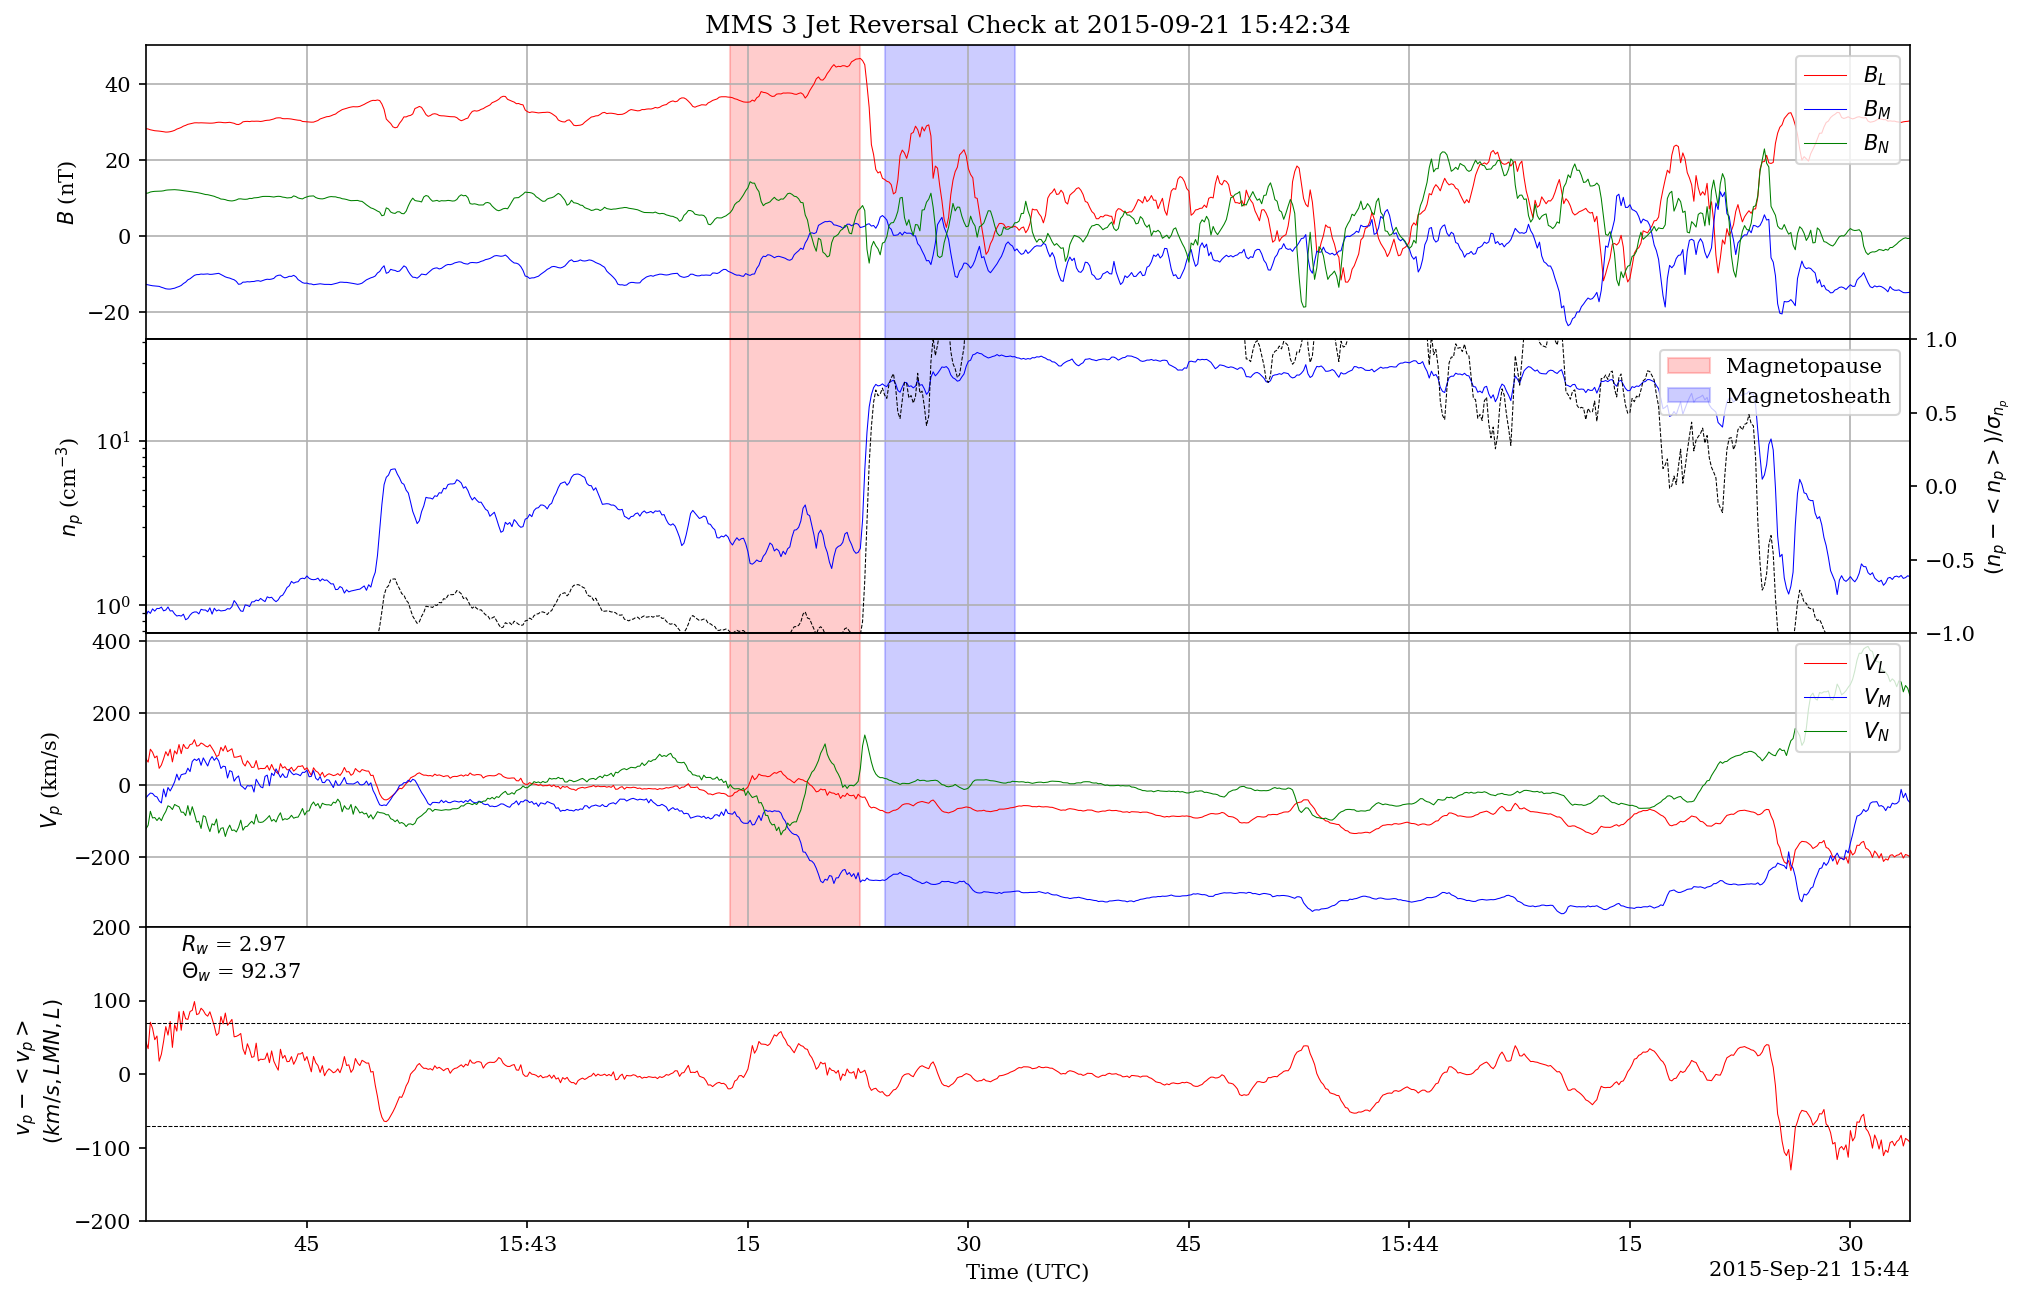 MMS 3 Jet Reversal Check at 2015-09-21 15:42:34
40
20
0
−20
B (nT)
B_L
B_M
B_N
10^1
10^0
n_p (cm^−3)
1.0
0.5
0.0
−0.5
−1.0
(n_p − < n_p >)/σ_{n_p}
Magnetopause
Magnetosheath
400
200
0
−200
V_p (km/s)
V_L
V_M
V_N
200
100
0
−100
−200
v_p − < v_p >
(km/s, LMN, L)
R_w = 2.97
Θ_w = 92.37
45
15:43
15
30
45
15:44
15
30
Time (UTC)
2015-Sep-21 15:44